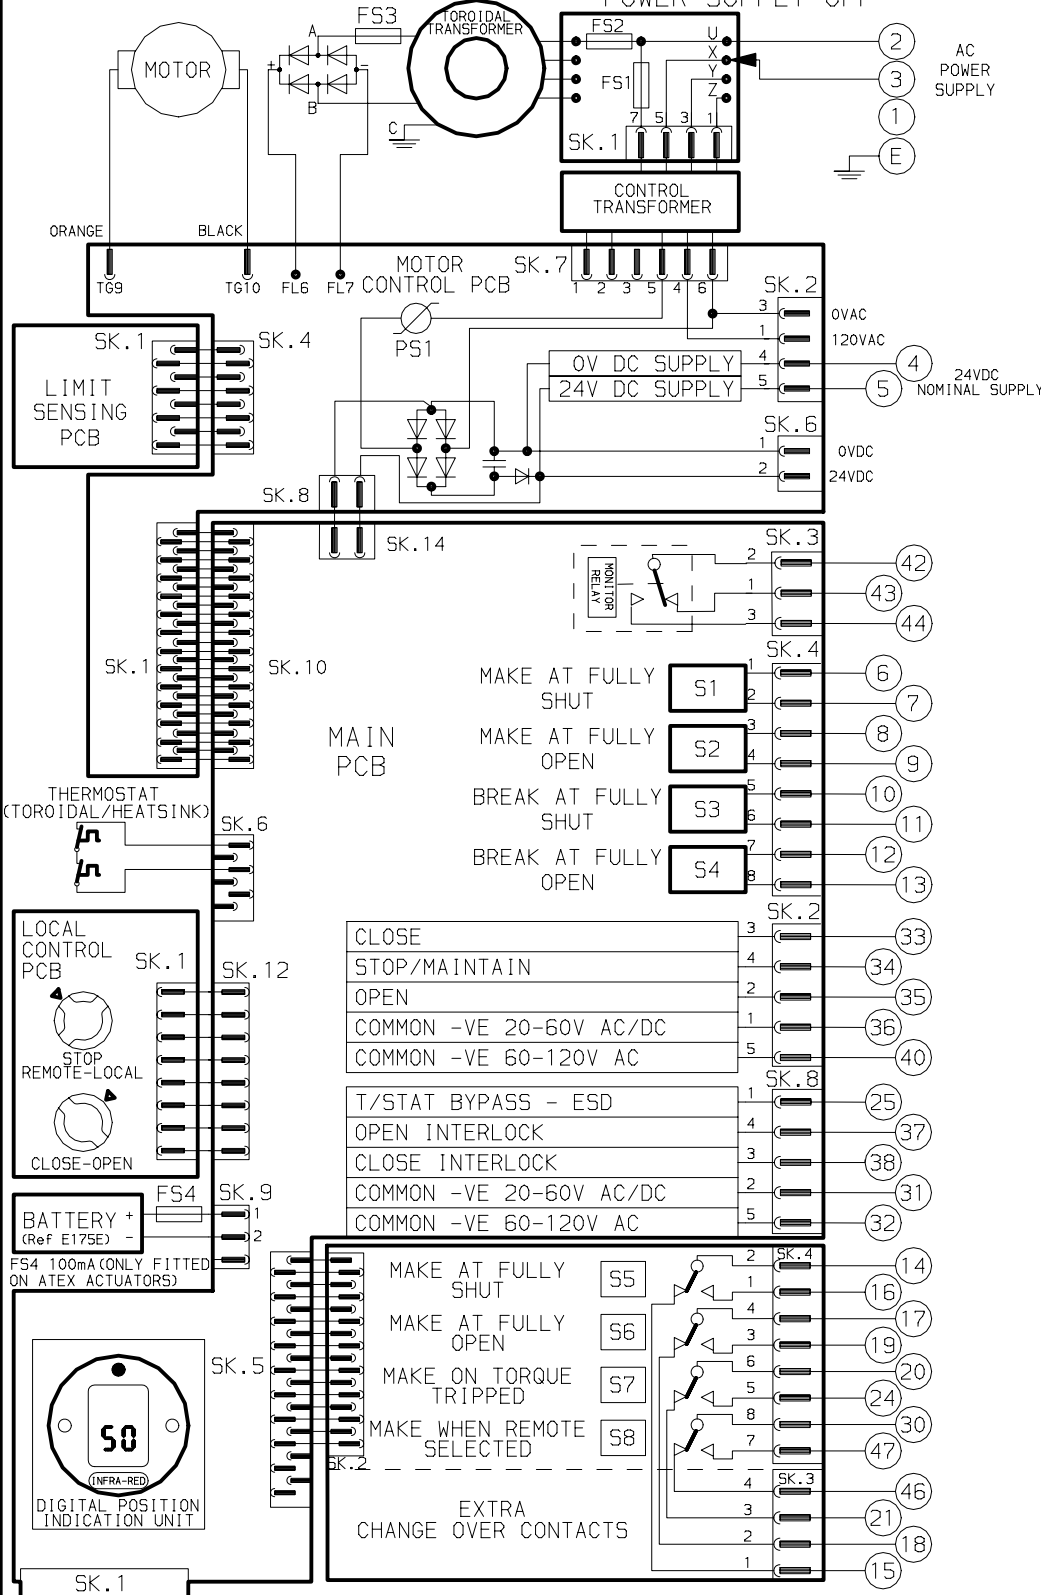 POWER SUPPLY OFF
FS3
TOROIDAL
TRANSFORMER
FS2
U
X
Y
Z
2
3
1
E
AC
POWER
SUPPLY
MOTOR
A
+
-
B
C
FS1
7
5
3
1
SK.1
CONTROL
TRANSFORMER
ORANGE
BLACK
TG9
TG10
FL6
FL7
MOTOR
CONTROL PCB
SK.7
1
2
3
5
4
6
SK.2
3
0VAC
1
120VAC
PS1
0V DC SUPPLY
4
4
24V DC SUPPLY
5
5
24VDC
NOMINAL SUPPLY
SK.1
SK.4
LIMIT
SENSING
PCB
SK.6
1
0VDC
2
24VDC
SK.8
SK.14
SK.1
SK.10
MAIN
PCB
MONITOR
RELAY
SK.3
2
42
1
43
3
44
SK.4
MAKE AT FULLY
SHUT
S1
1
6
2
7
MAKE AT FULLY
OPEN
S2
3
8
4
9
BREAK AT FULLY
SHUT
S3
5
10
6
11
BREAK AT FULLY
OPEN
S4
7
12
8
13
THERMOSTAT
(TOROIDAL/HEATSINK)
SK.6
SK.2
CLOSE
3
33
STOP/MAINTAIN
4
34
OPEN
2
35
COMMON -VE 20-60V AC/DC
1
36
COMMON -VE 60-120V AC
5
40
LOCAL
CONTROL
PCB
SK.1
SK.12
STOP
REMOTE-LOCAL
CLOSE-OPEN
SK.8
T/STAT BYPASS - ESD
1
25
OPEN INTERLOCK
4
37
CLOSE INTERLOCK
3
38
COMMON -VE 20-60V AC/DC
2
31
COMMON -VE 60-120V AC
5
32
BATTERY
(Ref E175E)
+
-
FS4
SK.9
1
2
FS4 100mA(ONLY FITTED
ON ATEX ACTUATORS)
SK.5
SK.2
SK.4
MAKE AT FULLY
SHUT
S5
2
14
1
16
MAKE AT FULLY
OPEN
S6
4
17
3
19
MAKE ON TORQUE
TRIPPED
S7
6
20
5
24
MAKE WHEN REMOTE
SELECTED
S8
8
30
7
47
SK.3
EXTRA
CHANGE OVER CONTACTS
4
46
3
21
2
18
1
15
50
INFRA-RED
DIGITAL POSITION
INDICATION UNIT
SK.1